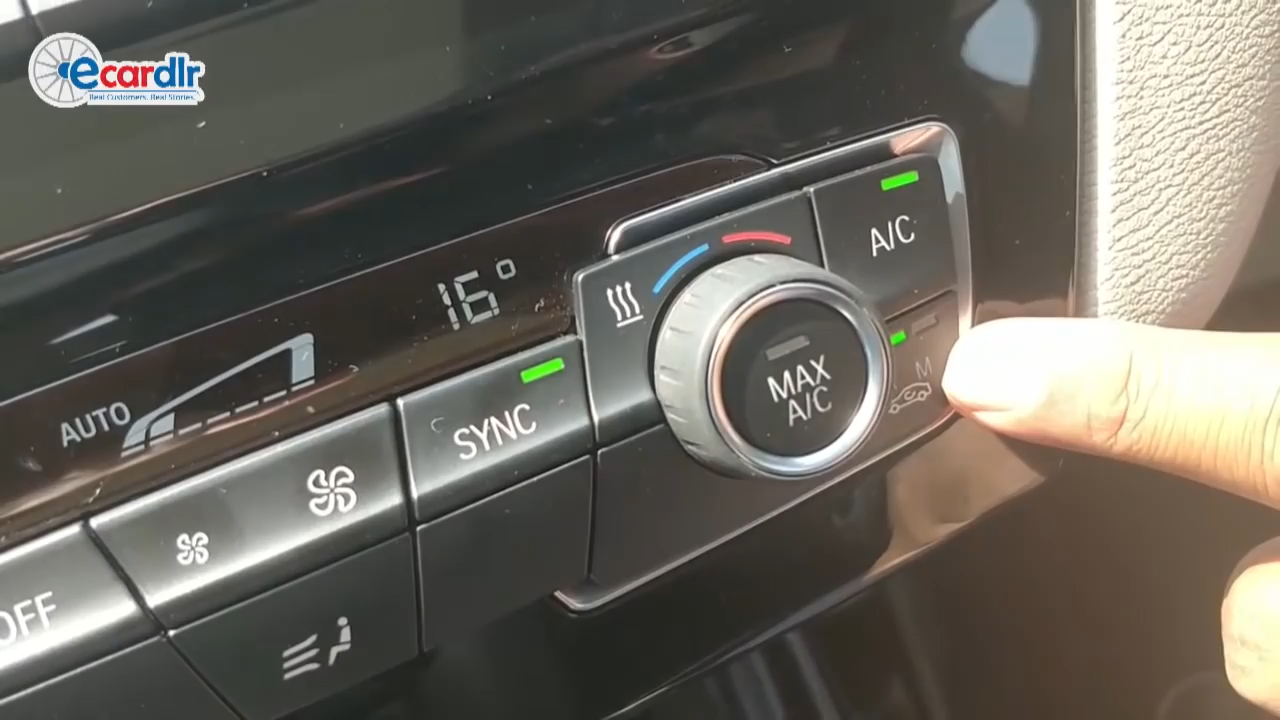 ecardlr
Real Customers. Real Stories.
16°
A/C
AUTO
MAX
A/C
M
SYNC
OFF